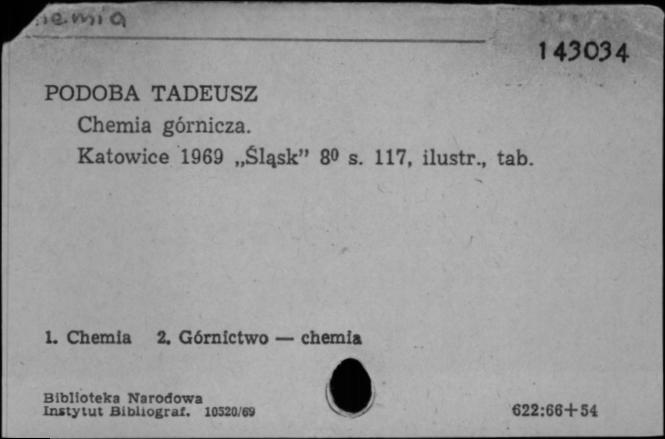 143034
PODOBA TADEUSZ
Chemia górnicza.
Katowice 1969 „Śląsk” 8⁰ s. 117, ilustr., tab.
1. Chemia 2. Górnictwo — chemia
Biblioteka Narodowa
Instytut Bibliograf. 10520/69
622:66+54